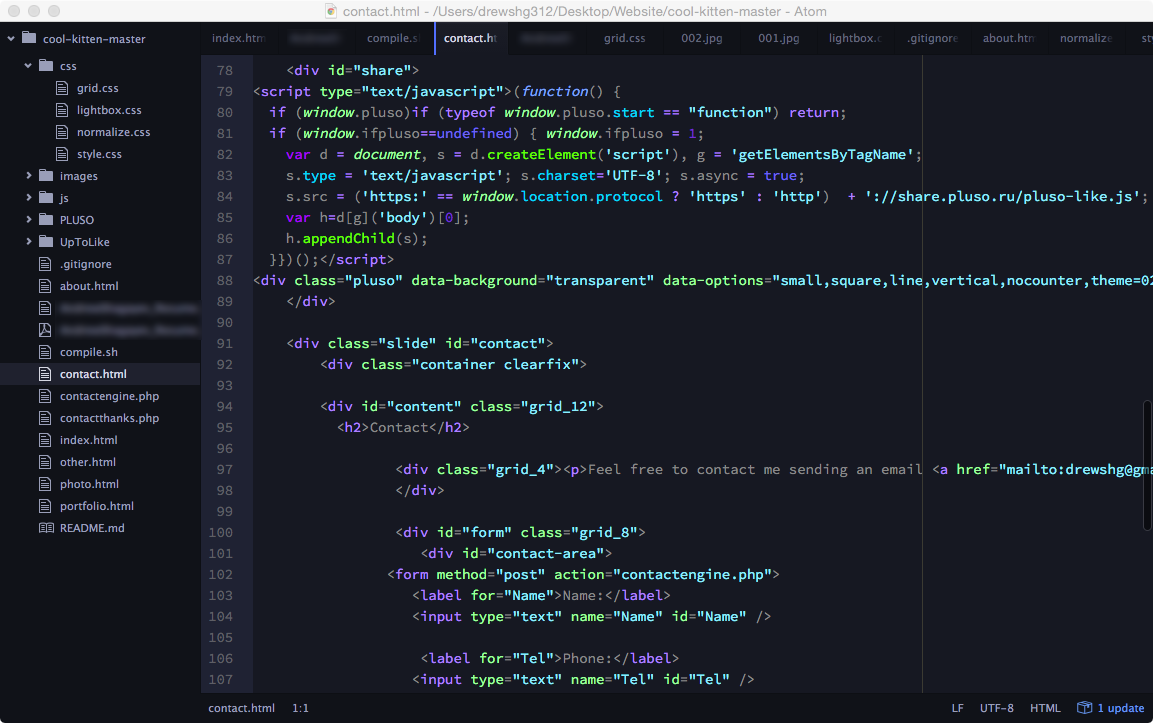 contact.html - /Users/drewshg312/Desktop/Website/cool-kitten-master - Atom
cool-kitten-master
css
grid.css
lightbox.css
normalize.css
style.css
images
js
PLUSO
UpToLike
.gitignore
about.html
compile.sh
contact.html
contactengine.php
contactthanks.php
index.html
other.html
photo.html
portfolio.html
README.md
index.htm compile.s contact.ht grid.css 002.jpg 001.jpg lightbox.c .gitignore about.htm normalize sty
78 <div id="share">
79 <script type="text/javascript">(function() {
80 if (window.pluso)if (typeof window.pluso.start == "function") return;
81 if (window.ifpluso==undefined) { window.ifpluso = 1;
82 var d = document, s = d.createElement('script'), g = 'getElementsByTagName';
83 s.type = 'text/javascript'; s.charset='UTF-8'; s.async = true;
84 s.src = ('https:' == window.location.protocol ? 'https' : 'http')  + '://share.pluso.ru/pluso-like.js';
85 var h=d[g]('body')[0];
86 h.appendChild(s);
87 }})();</script>
88 <div class="pluso" data-background="transparent" data-options="small,square,line,vertical,nocounter,theme=02
89 </div>
90
91 <div class="slide" id="contact">
92 <div class="container clearfix">
93
94 <div id="content" class="grid_12">
95 <h2>Contact</h2>
96
97 <div class="grid_4"><p>Feel free to contact me sending an email <a href="mailto:drewshg@gma
98 </div>
99
100 <div id="form" class="grid_8">
101 <div id="contact-area">
102 <form method="post" action="contactengine.php">
103 <label for="Name">Name:</label>
104 <input type="text" name="Name" id="Name" />
105
106 <label for="Tel">Phone:</label>
107 <input type="text" name="Tel" id="Tel" />
contact.html 1:1 LF UTF-8 HTML 1 update